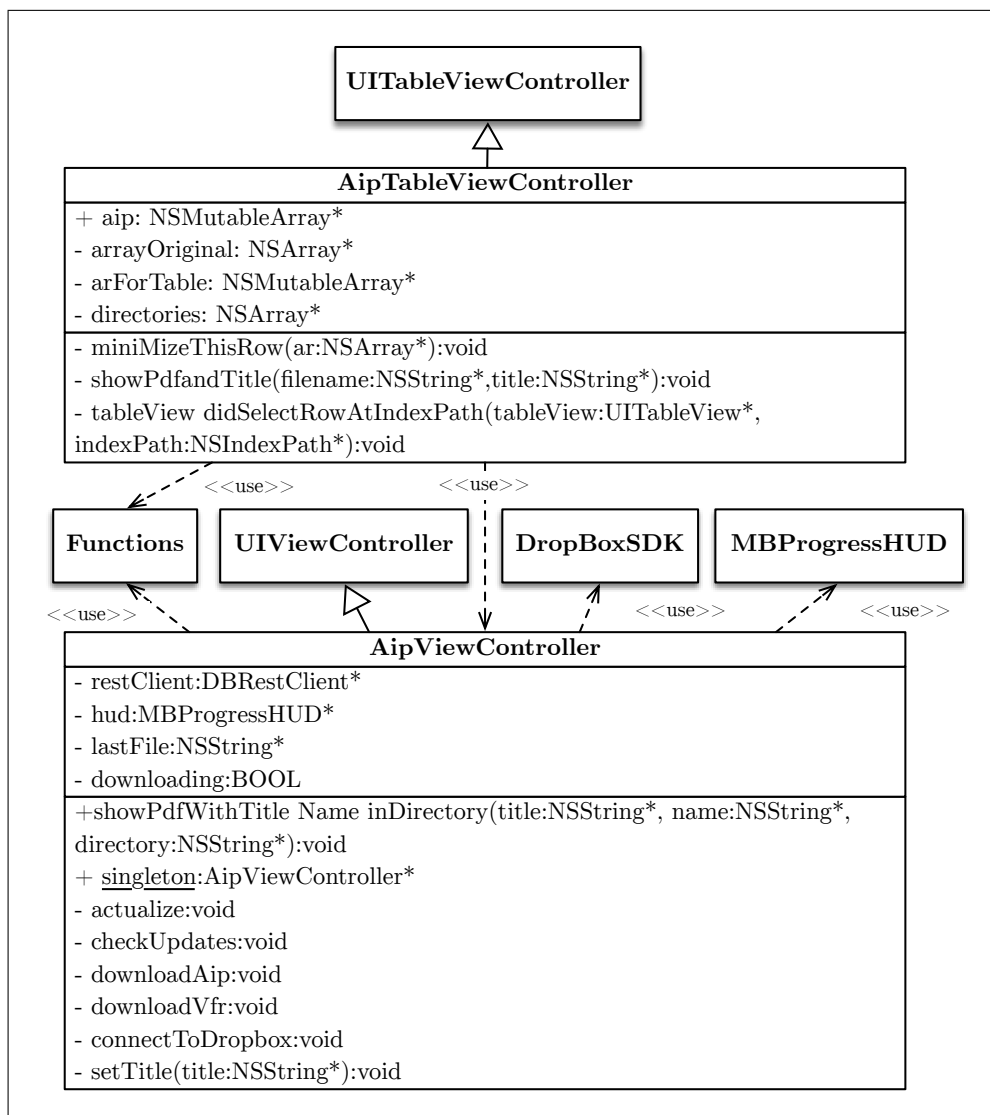 UITableViewController
AipTableViewController
+ aip: NSMutableArray*
- arrayOriginal: NSArray*
- arForTable: NSMutableArray*
- directories: NSArray*
- miniMizeThisRow(ar:NSArray*):void
- showPdfandTitle(filename:NSString*,title:NSString*):void
- tableView didSelectRowAtIndexPath(tableView:UITableView*,
indexPath:NSIndexPath*):void
<<use>>
<<use>>
Functions
UIViewController
DropBoxSDK
MBProgressHUD
<<use>>
<<use>>
<<use>>
AipViewController
- restClient:DBRestClient*
- hud:MBProgressHUD*
- lastFile:NSString*
- downloading:BOOL
+showPdfWithTitle Name inDirectory(title:NSString*, name:NSString*,
directory:NSString*):void
+ singleton:AipViewController*
- actualize:void
- checkUpdates:void
- downloadAip:void
- downloadVfr:void
- connectToDropbox:void
- setTitle(title:NSString*):void